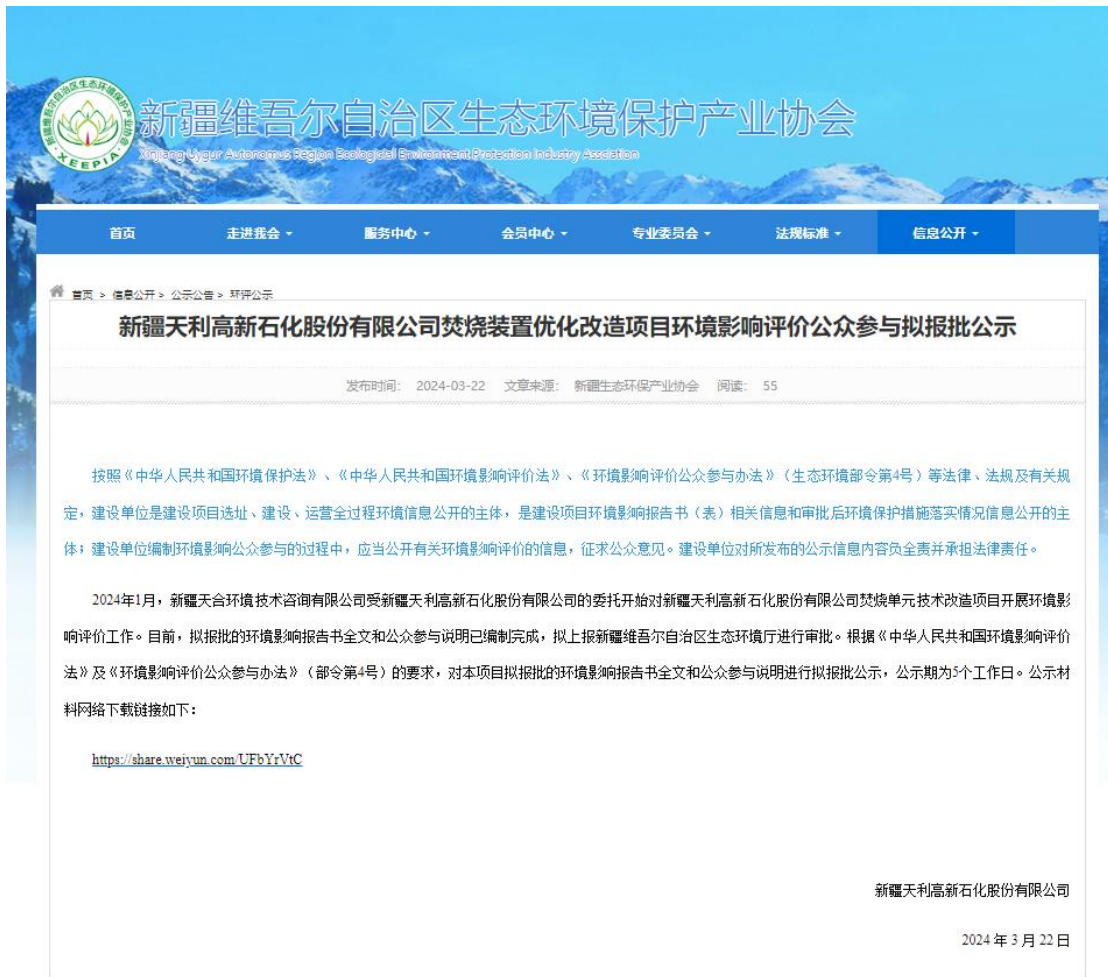 新疆维吾尔自治区生态环境保护产业协会
Xinjiang Uygur Autonomus Region Ecological Environment Protection Industry Assciation
XEEPIA
首页 走进我会 服务中心 会员中心 专业委员会 法规标准 信息公开
首页 > 信息公开 > 公示公告 > 环评公示
新疆天利高新石化股份有限公司焚烧装置优化改造项目环境影响评价公众参与拟报批公示
发布时间: 2024-03-22 文章来源: 新疆生态环保产业协会 阅读: 55
按照《中华人民共和国环境保护法》、《中华人民共和国环境影响评价法》、《环境影响评价公众参与办法》（生态环境部令第4号）等法律、法规及有关规
定，建设单位是建设项目选址、建设、运营全过程环境信息公开的主体，是建设项目环境影响报告书（表）相关信息和审批后环境保护措施落实情况信息公开的主
体；建设单位编制环境影响公众参与的过程中，应当公开有关环境影响评价的信息，征求公众意见。建设单位对所发布的公示信息内容负全责并承担法律责任。
2024年1月，新疆天合环境技术咨询有限公司受新疆天利高新石化股份有限公司的委托开始对新疆天利高新石化股份有限公司焚烧单元技术改造项目开展环境影
响评价工作。目前，拟报批的环境影响报告书全文和公众参与说明已编制完成，拟上报新疆维吾尔自治区生态环境厅进行审批。根据《中华人民共和国环境影响评价
法》及《环境影响评价公众参与办法》（部令第4号）的要求，对本项目拟报批的环境影响报告书全文和公众参与说明进行拟报批公示，公示期为5个工作日。公示材
料网络下载链接如下：
https://share.weiyun.com/UFbYrVtC
新疆天利高新石化股份有限公司
2024 年 3 月 22 日